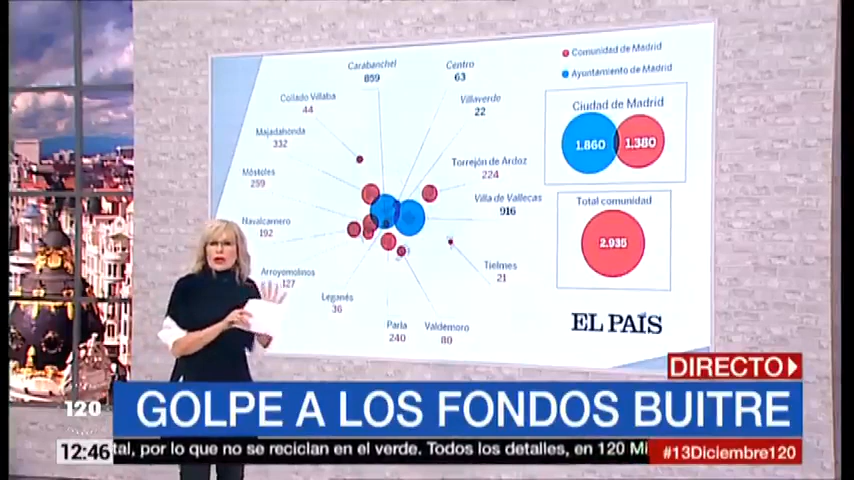 Comunidad de Madrid
Ayuntamiento de Madrid
Carabanchel
859
Centro
63
Collado Villaba
44
Villaverde
22
Ciudad de Madrid
1.860
1.380
Majadahonda
332
Torrejón de Ardoz
224
Móstoles
259
Villa de Vallecas
916
Total comunidad
2.935
Navalcarnero
192
Arroyomolinos
127
Tielmes
21
Leganés
36
Parla
240
Valdemoro
80
EL PAÍS
DIRECTO
120
GOLPE A LOS FONDOS BUITRE
12:46
tal, por lo que no se reciclan en el verde. Todos los detalles, en 120 Mi
#13Diciembre120